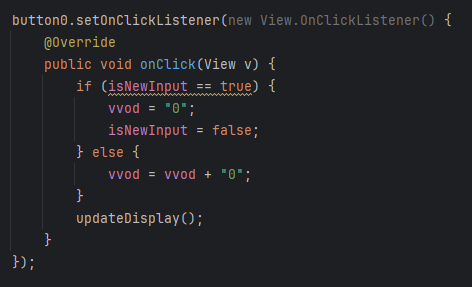 button0.setOnClickListener(new View.OnClickListener() {
    @Override
    public void onClick(View v) {
        if (isNewInput == true) {
            vvod = "0";
            isNewInput = false;
        } else {
            vvod = vvod + "0";
        }
        updateDisplay();
    }
});